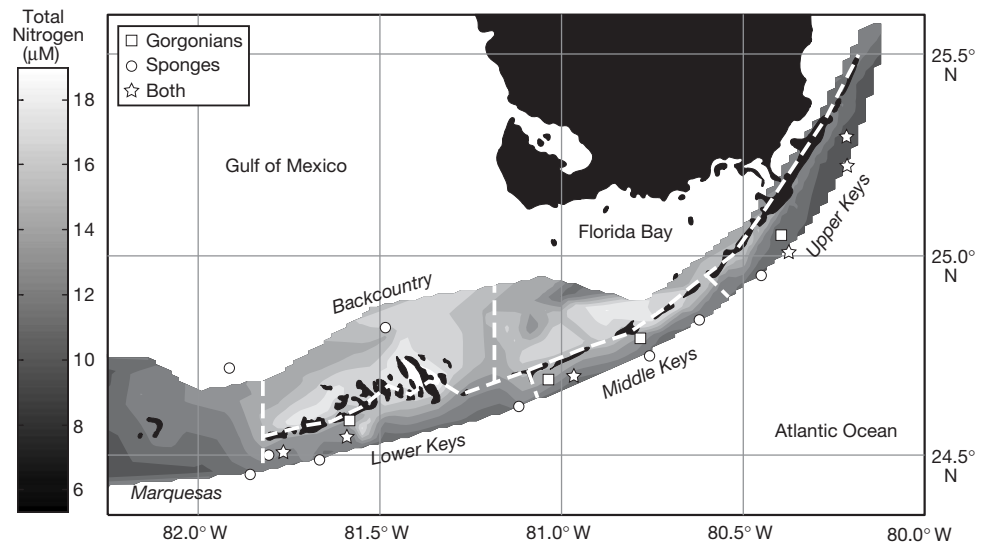 Total
Nitrogen
(μM)
18
16
14
12
10
8
6
Gorgonians
Sponges
Both
Gulf of Mexico
Florida Bay
Backcountry
Upper Keys
Middle Keys
Lower Keys
Marquesas
Atlantic Ocean
25.5°
N
25.0°
N
24.5°
N
82.0° W
81.5° W
81.0° W
80.5° W
80.0° W